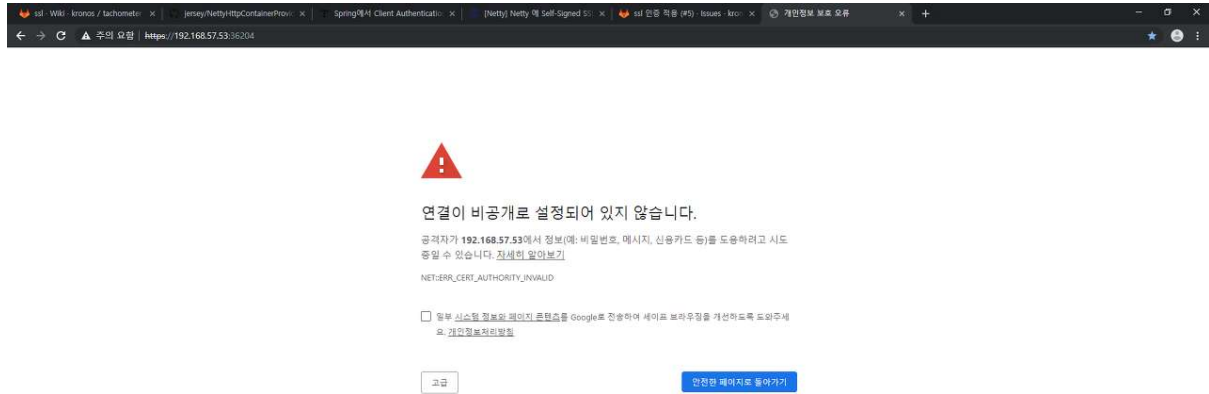 ssl · Wiki · kronos / tachometer
jersey/NettyHttpContainerProvic
Spring에서 Client Authenticatio
[Netty] Netty 에 Self-Signed SS
ssl 인증 적용 (#5) · Issues · kron
개인정보 보호 오류
주의 요함 | https://192.168.57.53:36204
연결이 비공개로 설정되어 있지 않습니다.
공격자가 192.168.57.53에서 정보(예: 비밀번호, 메시지, 신용카드 등)를 도용하려고 시도
중일 수 있습니다. 자세히 알아보기
NET::ERR_CERT_AUTHORITY_INVALID
일부 시스템 정보와 페이지 콘텐츠를 Google로 전송하여 세이프 브라우징을 개선하도록 도와주세
요. 개인정보처리방침
고급
안전한 페이지로 돌아가기